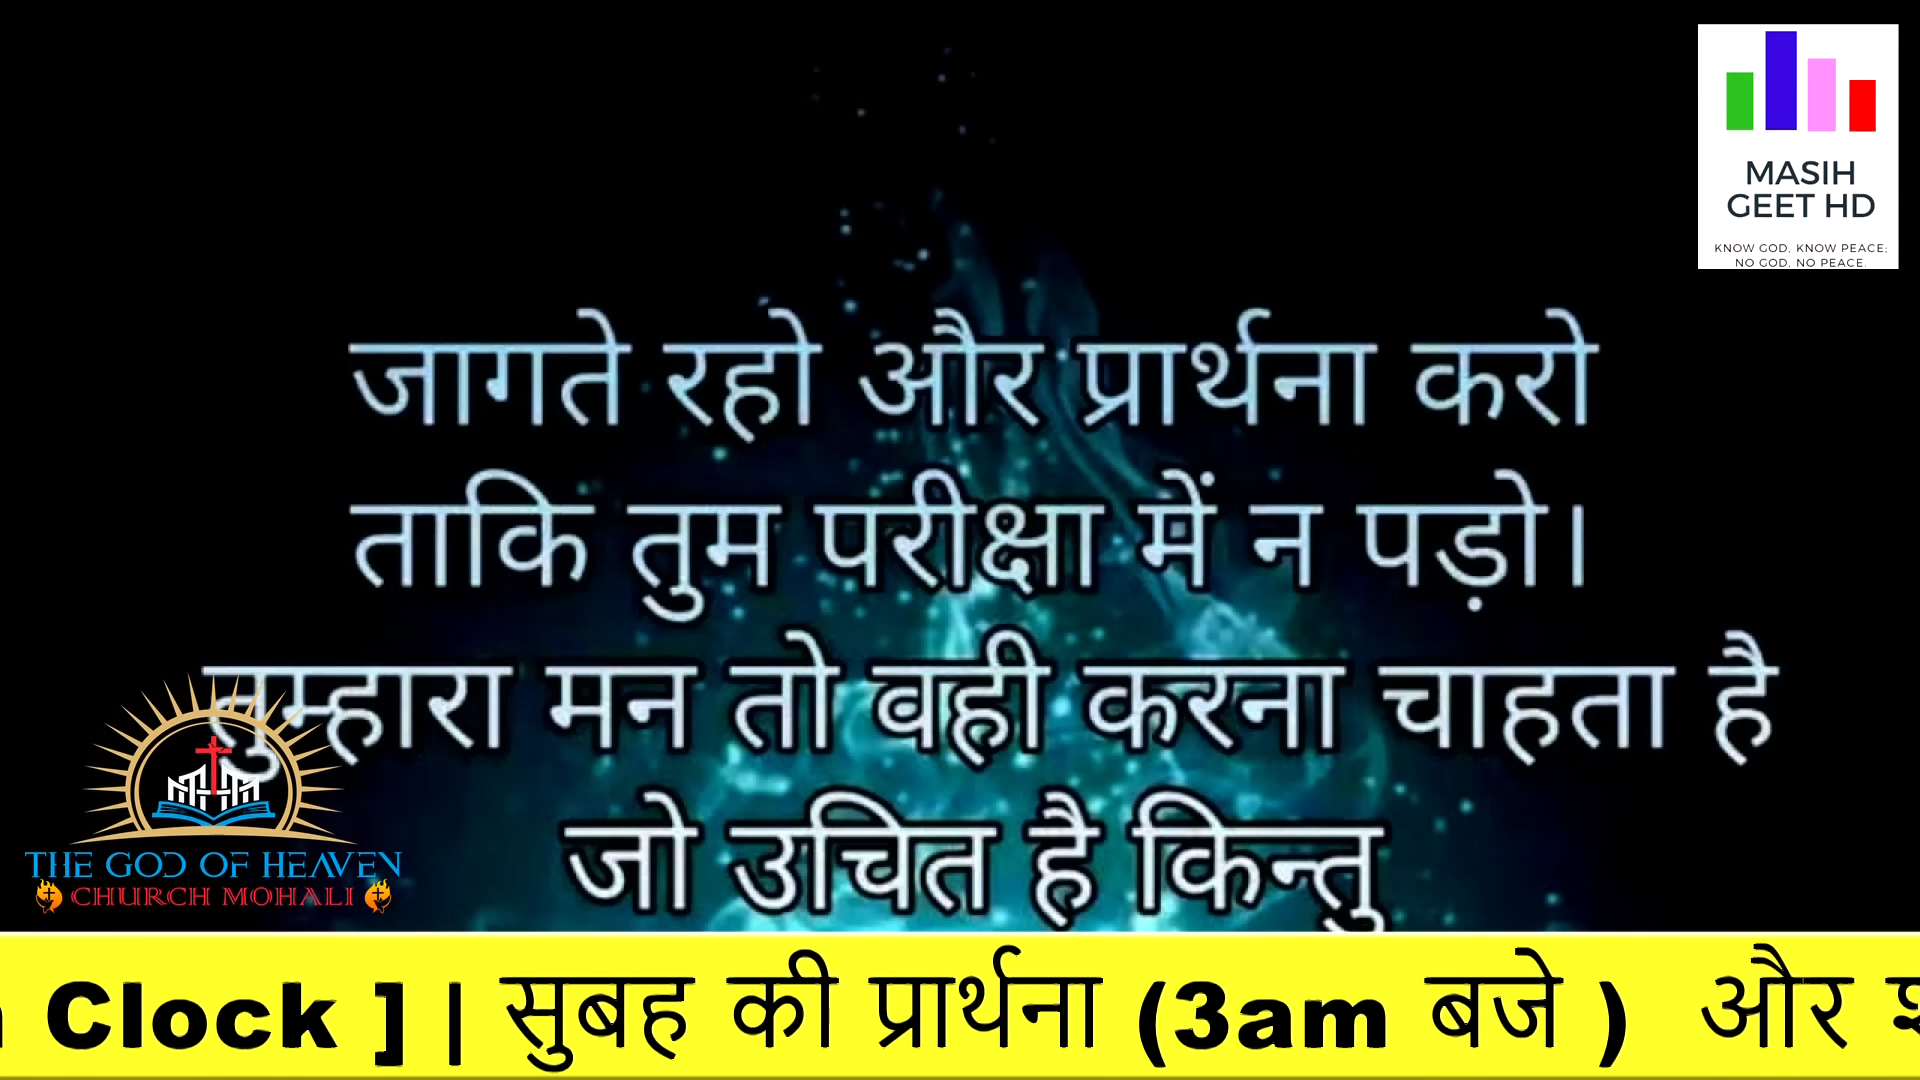 MASIH
GEET HD
KNOW GOD, KNOW PEACE;
NO GOD, NO PEACE.
जागते रहो और प्रार्थना करो
ताकि तुम परीक्षा में न पड़ो।
तुम्हारा मन तो वही करना चाहता है
जो उचित है किन्तु
THE GOD OF HEAVEN
CHURCH MOHALI
Clock ] | सुबह की प्रार्थना (3am बजे ) और